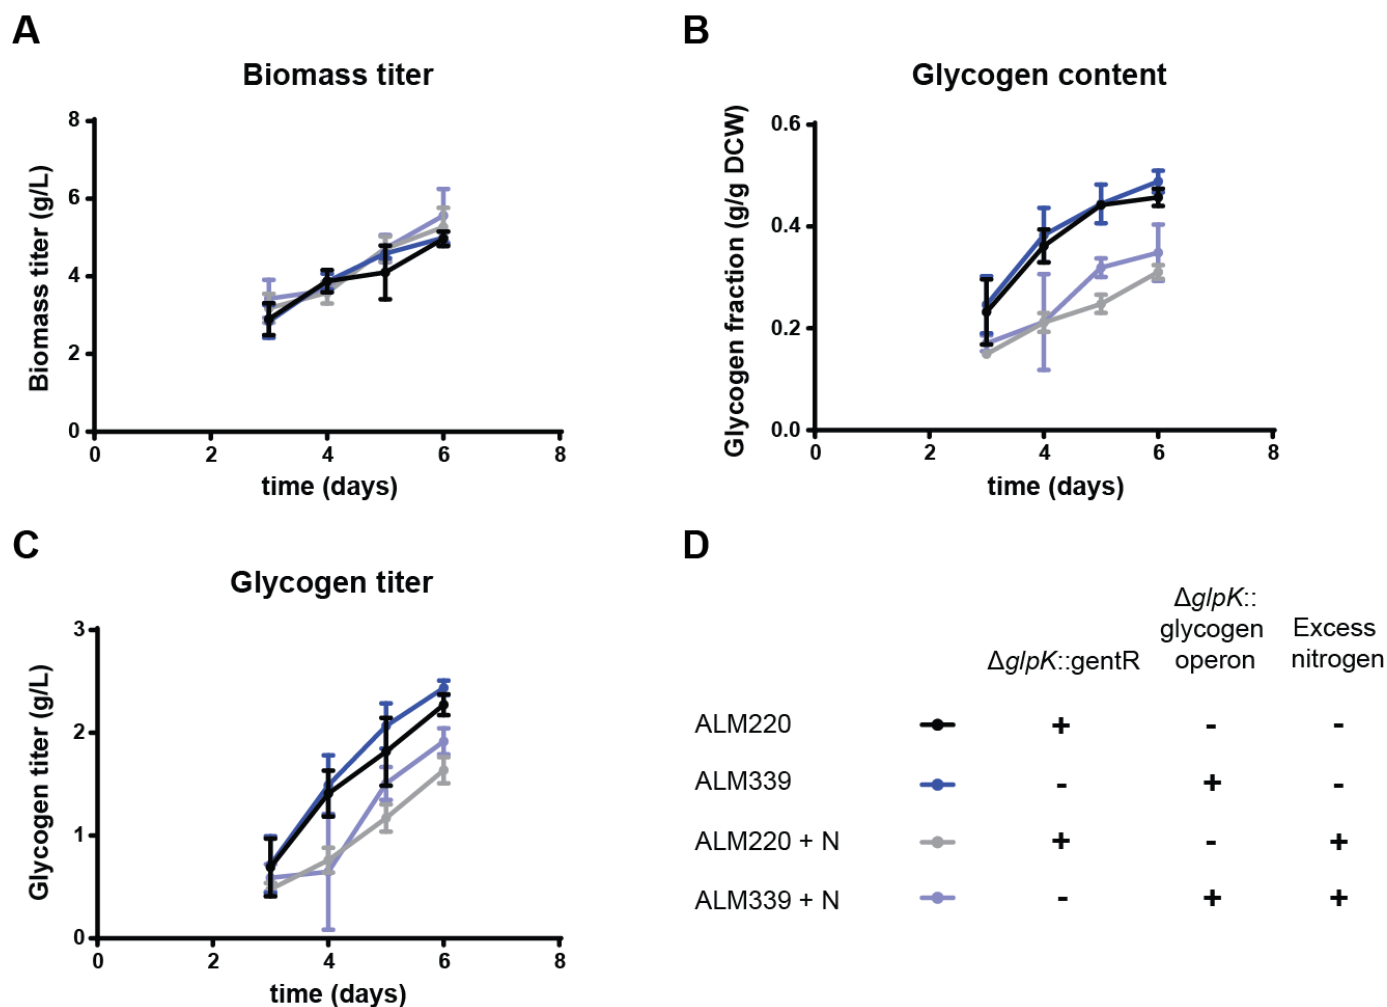 A
Biomass titer
Biomass titer (g/L)
8
6
4
2
0
0 2 4 6 8
time (days)
B
Glycogen content
Glycogen fraction (g/g DCW)
0.6
0.4
0.2
0.0
0 2 4 6 8
time (days)
C
Glycogen titer
Glycogen titer (g/L)
3
2
1
0
0 2 4 6 8
time (days)
D
ΔglpK::gentR
ΔglpK::
glycogen
operon
Excess
nitrogen
ALM220 + - -
ALM339 - + -
ALM220 + N + - +
ALM339 + N - + +